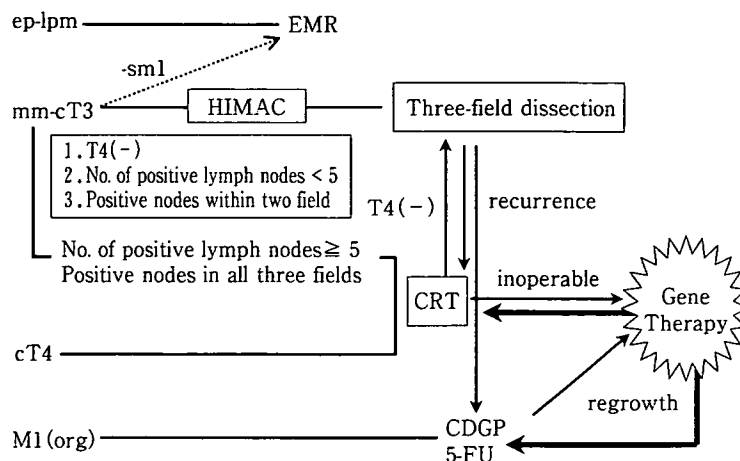 ep-lpm
EMR
-sm1
mm-cT3
HIMAC
Three-field dissection
1. T4(-)
2. No. of positive lymph nodes < 5
3. Positive nodes within two field
T4(-)
recurrence
No. of positive lymph nodes ≧ 5
Positive nodes in all three fields
CRT
inoperable
Gene
Therapy
cT4
regrowth
M1(org)
CDGP
5-FU